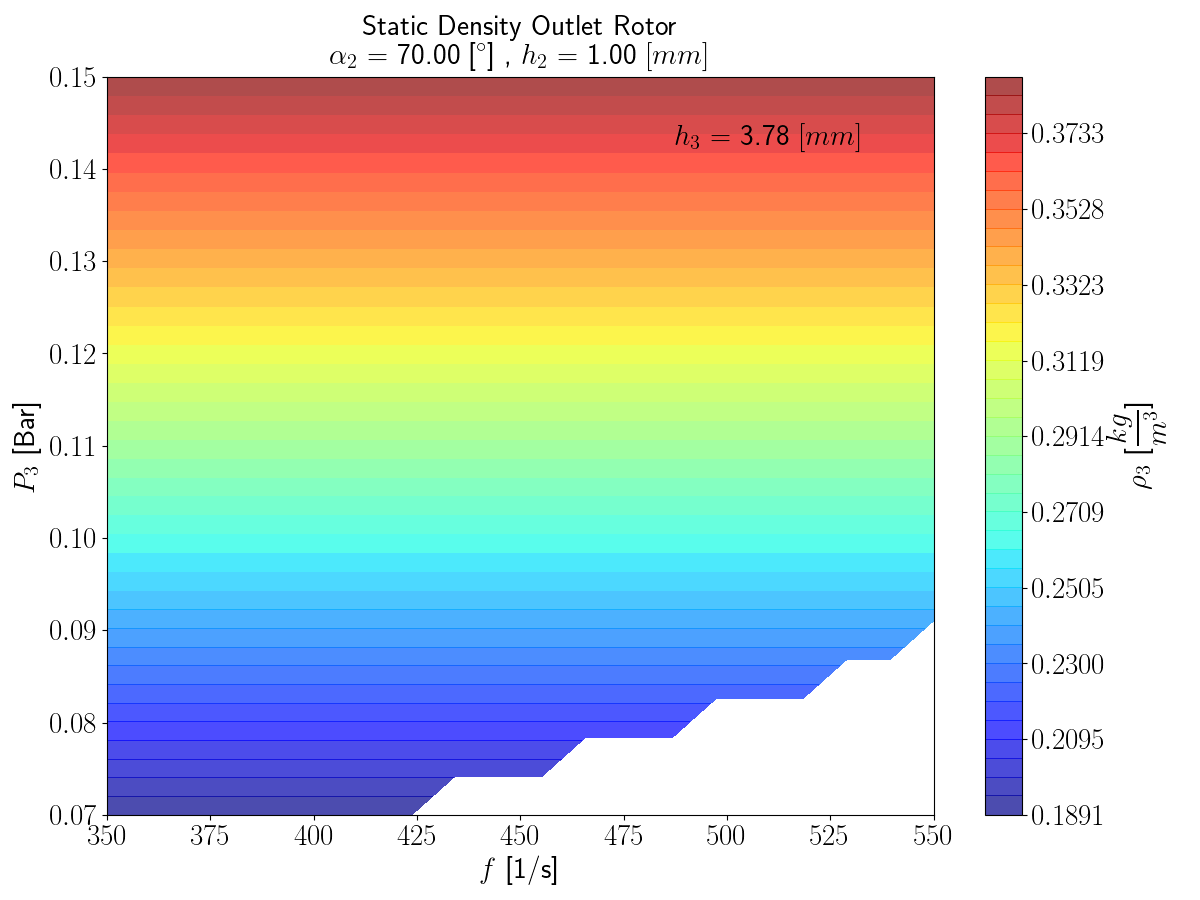 Static Density Outlet Rotor
α₂ = 70.00 [°] , h₂ = 1.00 [mm]
h₃ = 3.78 [mm]
0.15
0.14
0.13
0.12
0.11
0.10
0.09
0.08
0.07
P₃ [Bar]
350 375 400 425 450 475 500 525 550
f [1/s]
0.3733
0.3528
0.3323
0.3119
0.2914
0.2709
0.2505
0.2300
0.2095
0.1891
ρ₃ [kg/m³]